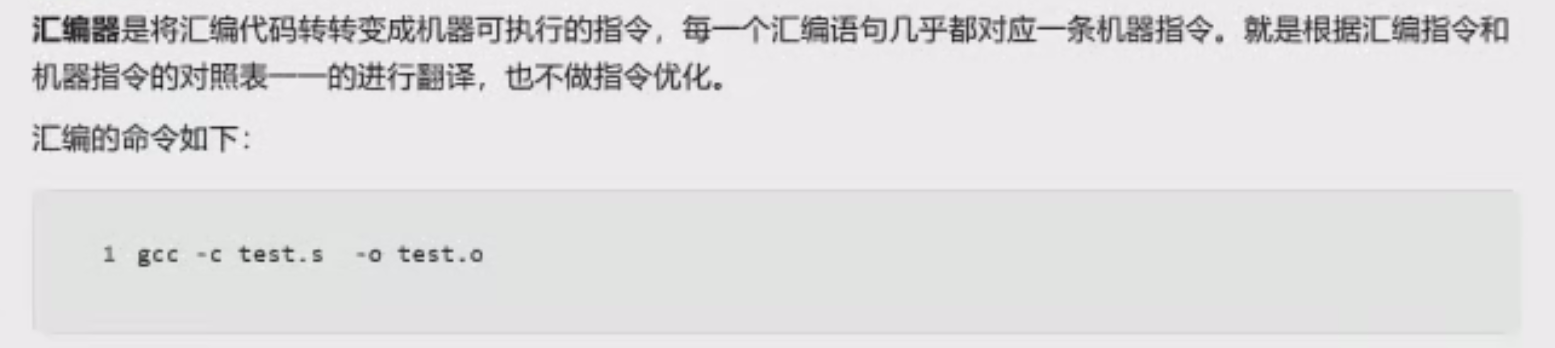 汇编器是将汇编代码转转变成机器可执行的指令，每一个汇编语句几乎都对应一条机器指令。就是根据汇编指令和
机器指令的对照表一一的进行翻译，也不做指令优化。
汇编的命令如下：
1 gcc -c test.s  -o test.o